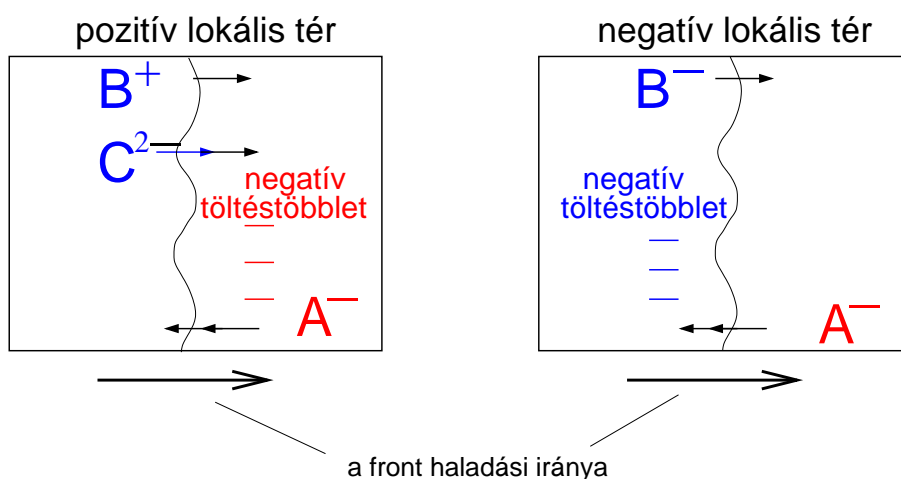 pozitív lokális tér
B⁺
C²⁻
negatív
töltéstöbblet
A⁻
negatív lokális tér
B⁻
negatív
töltéstöbblet
A⁻
a front haladási iránya